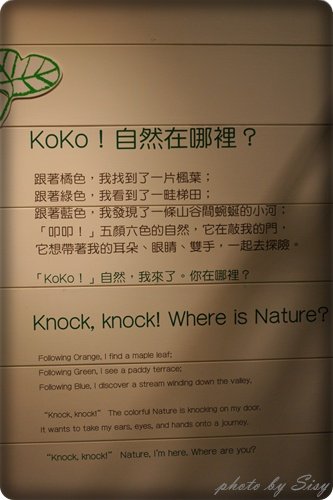 KoKo！自然在哪裡？
跟著橘色，我找到了一片楓葉；
跟著綠色，我看到了一畦梯田；
跟著藍色，我發現了一條山谷間蜿蜒的小河；
「叩叩！」五顏六色的自然，它在敲我的門，
它想帶著我的耳朵、眼睛、雙手，一起去探險。
「KoKo！」自然，我來了。你在哪裡？
Knock, knock! Where is Nature?
Following Orange, I find a maple leaf;
Following Green, I see a paddy terrace;
Following Blue, I discover a stream winding down the valley.
“Knock, knock!” The colorful Nature is knocking on my door.
It wants to take my ears, eyes, and hands onto a journey.
“Knock, knock!” Nature, I'm here. Where are you?
photo by Sisy